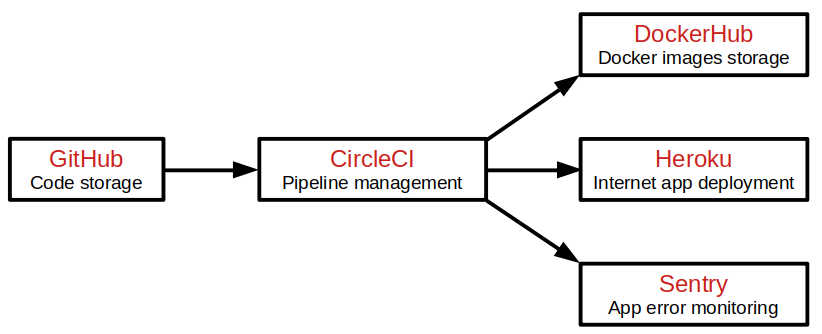 DockerHub
Docker images storage
GitHub
Code storage
CircleCI
Pipeline management
Heroku
Internet app deployment
Sentry
App error monitoring